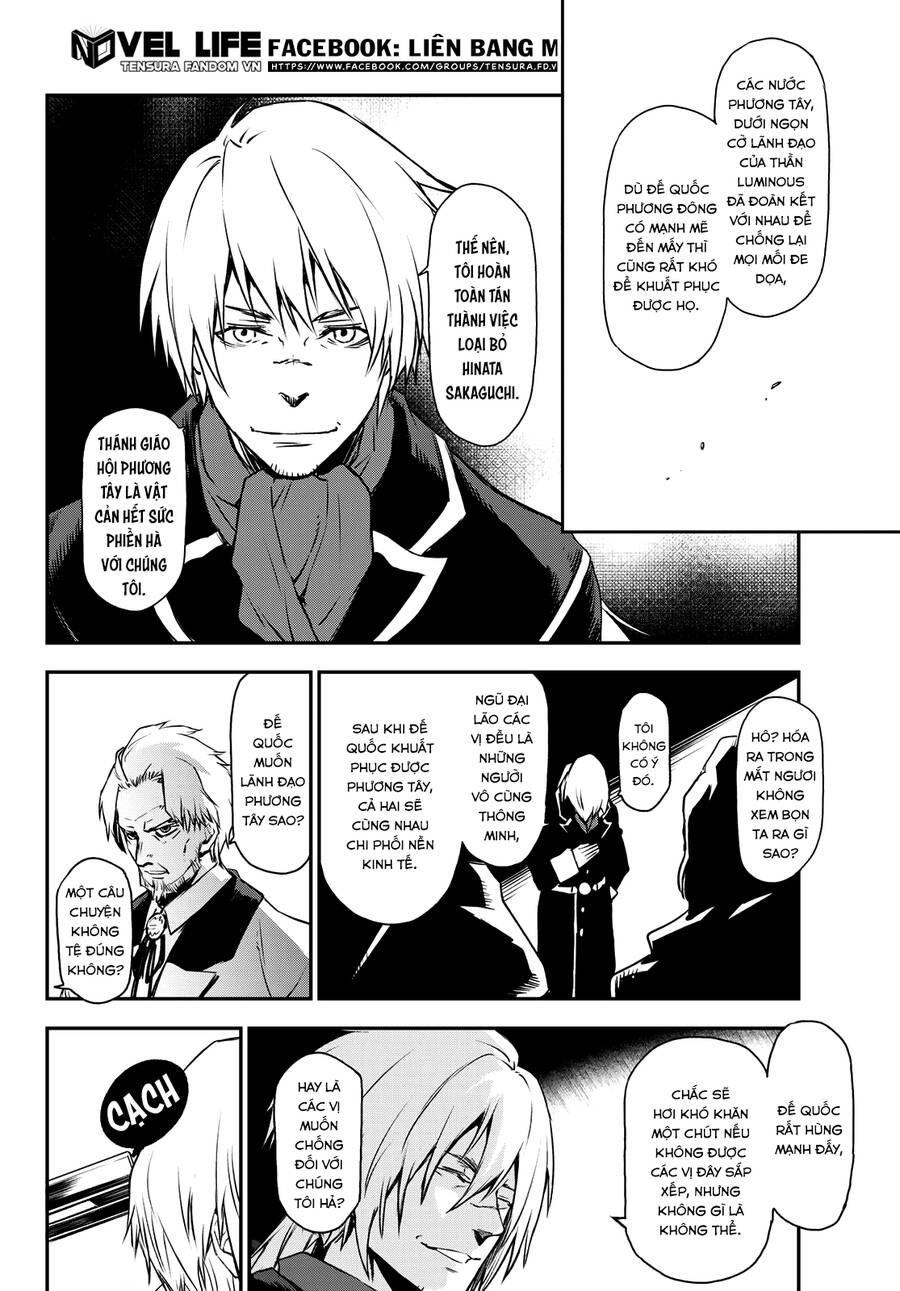 NOVEL LIFE
TENSURA FANDOM VN
FACEBOOK: LIÊN BANG M
HTTPS://WWW.FACEBOOK.COM/GROUPS/TENSURA.FD.V
CÁC NƯỚC
PHƯƠNG TÂY,
DƯỚI NGỌN
CỜ LÃNH ĐẠO
CỦA THẦN
LUMINOUS
ĐÃ ĐOÀN KẾT
VỚI NHAU ĐỂ
CHỐNG LẠI
MỌI MỐI ĐE
DỌA,
DÙ ĐẾ QUỐC
PHƯƠNG ĐÔNG
CÓ MẠNH MẼ
ĐẾN MẤY THÌ
CŨNG RẤT KHÓ
ĐỂ KHUẤT PHỤC
ĐƯỢC HỌ.
THẾ NÊN,
TÔI HOÀN
TOÀN TÁN
THÀNH VIỆC
LOẠI BỎ
HINATA
SAKAGUCHI.
THÁNH GIÁO
HỘI PHƯƠNG
TÂY LÀ VẬT
CẢN HẾT SỨC
PHIỀN HÀ
VỚI CHÚNG
TÔI.
HÔ? HÓA
RA TRONG
MẮT NGƯƠI
KHÔNG
XEM BỌN
TA RA GÌ
SAO?
TÔI
KHÔNG
CÓ Ý
ĐÓ.
NGŨ ĐẠI
LÃO CÁC
VỊ ĐỀU LÀ
NHỮNG
NGƯỜI
VÔ CÙNG
THÔNG
MINH,
SAU KHI ĐẾ
QUỐC KHUẤT
PHỤC ĐƯỢC
PHƯƠNG TÂY,
CẢ HAI SẼ
CÙNG NHAU
CHI PHỐI NỀN
KINH TẾ.
ĐẾ
QUỐC
MUỐN
LÃNH ĐẠO
PHƯƠNG
TÂY SAO?
MỘT CÂU
CHUYỆN
KHÔNG
TỆ ĐÚNG
KHÔNG?
ĐẾ QUỐC
RẤT HÙNG
MẠNH ĐẤY,
CHẮC SẼ
HƠI KHÓ KHĂN
MỘT CHÚT NẾU
KHÔNG ĐƯỢC
CÁC VỊ ĐÂY SẮP
XẾP, NHƯNG
KHÔNG GÌ LÀ
KHÔNG THỂ.
HAY LÀ
CÁC VỊ
MUỐN
CHỐNG
ĐỐI VỚI
CHÚNG
TÔI HẢ?
CẠCH